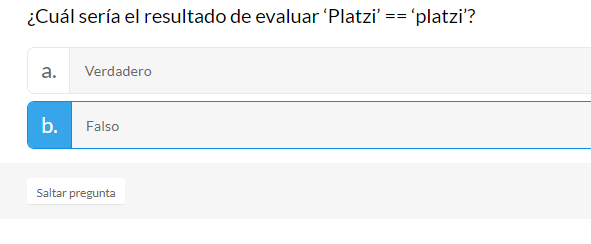 ¿Cuál sería el resultado de evaluar ‘Platzi’ == ‘platzi’?
a. Verdadero
b. Falso
Saltar pregunta